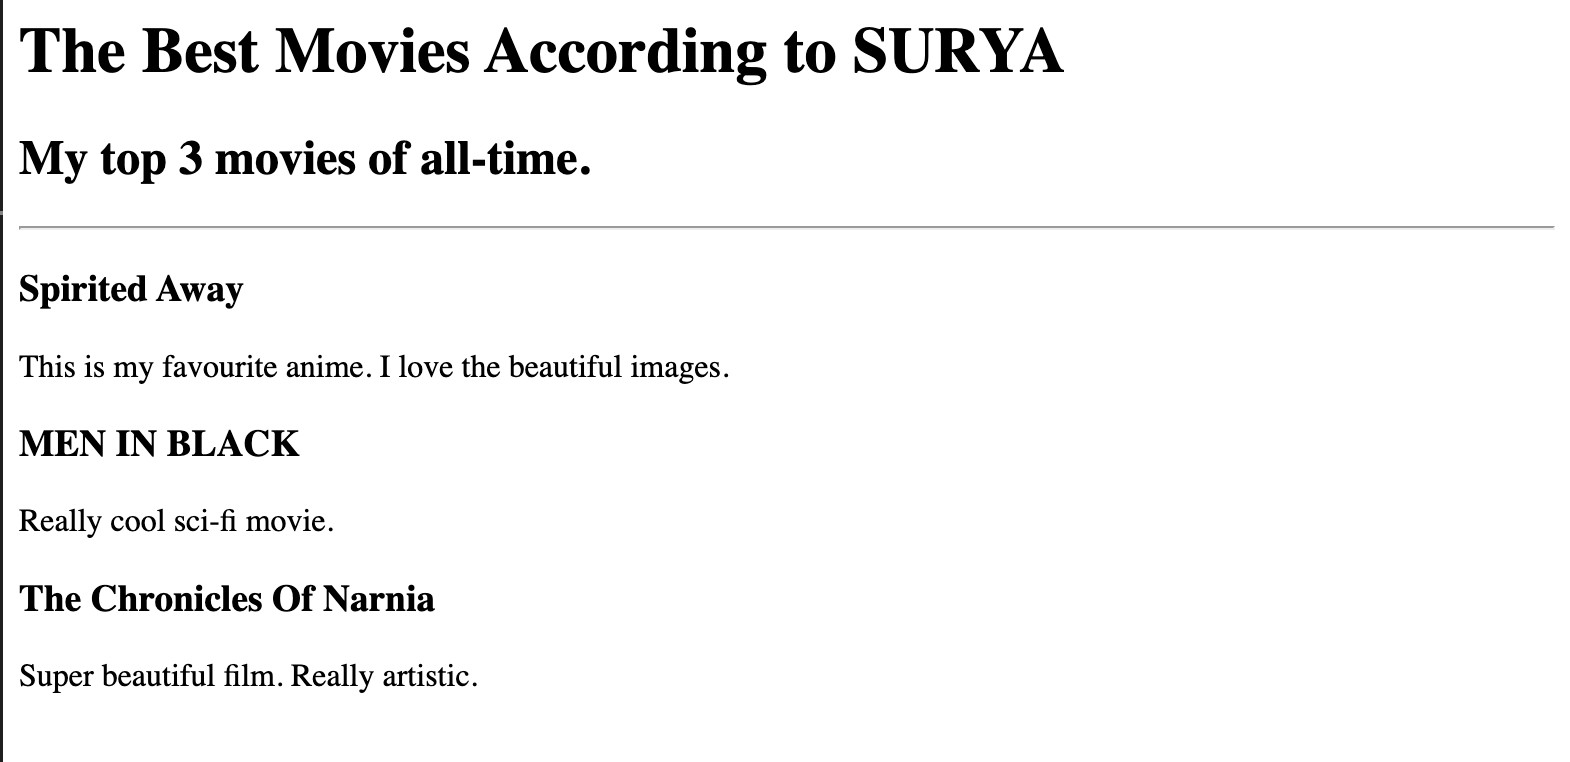 The Best Movies According to SURYA
My top 3 movies of all-time.
Spirited Away
This is my favourite anime. I love the beautiful images.
MEN IN BLACK
Really cool sci-fi movie.
The Chronicles Of Narnia
Super beautiful film. Really artistic.